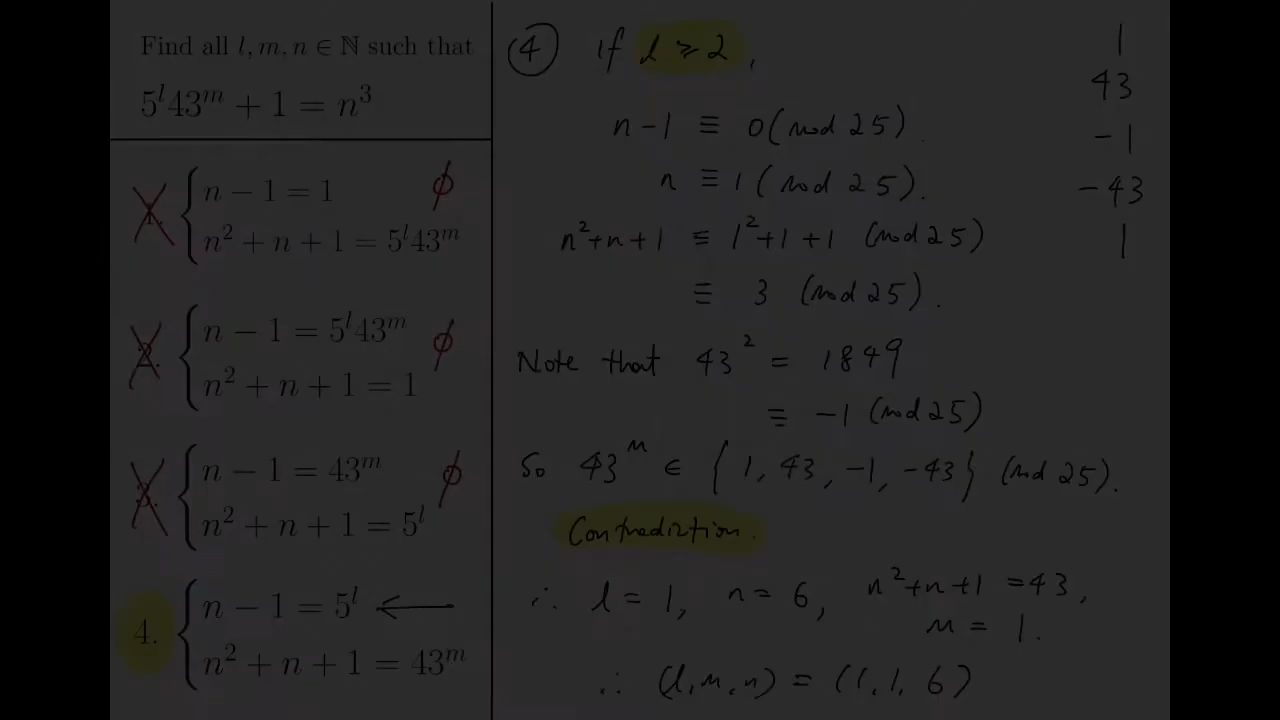 Find all l, m, n ∈ ℕ such that
5^l 43^m + 1 = n^3
1. { n − 1 = 1
n^2 + n + 1 = 5^l 43^m
∅
2. { n − 1 = 5^l 43^m
n^2 + n + 1 = 1
∅
3. { n − 1 = 43^m
n^2 + n + 1 = 5^l
∅
4. { n − 1 = 5^l ←
n^2 + n + 1 = 43^m
④ If l ≥ 2,
n − 1 ≡ 0 (mod 25).
n ≡ 1 (mod 25).
n^2 + n + 1 ≡ 1^2 + 1 + 1 (mod 25)
≡ 3 (mod 25).
Note that 43^2 = 1849
≡ −1 (mod 25)
So 43^m ∈ { 1, 43, −1, −43 } (mod 25).
Contradiction.
∴ l = 1, n = 6, n^2 + n + 1 = 43,
m = 1.
∴ (l, m, n) = (1, 1, 6)
1
43
−1
−43
1